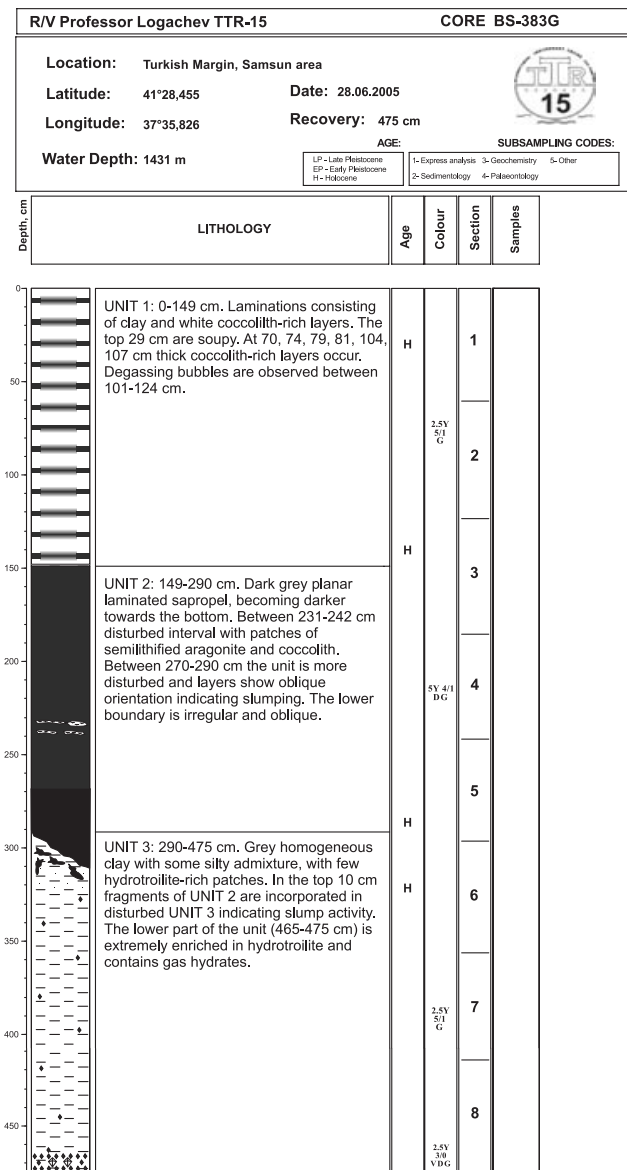 R/V Professor Logachev TTR-15 CORE BS-383G
Location: Turkish Margin, Samsun area
Latitude: 41°28,455 Date: 28.06.2005
Longitude: 37°35,826 Recovery: 475 cm
Water Depth: 1431 m
TTR
15
AGE: SUBSAMPLING CODES:
LP - Late Pleistocene
EP - Early Pleistocene
H - Holocene
1- Express analysis 3- Geochemistry 5- Other
2- Sedimentology 4- Palaeontology
Depth, cm LITHOLOGY Age Colour Section Samples
0
UNIT 1: 0-149 cm. Laminations consisting
of clay and white coccolilth-rich layers. The
top 29 cm are soupy. At 70, 74, 79, 81, 104,
107 cm thick coccolith-rich layers occur.
Degassing bubbles are observed between
101-124 cm.
H
1
50
2.5Y
5/1
G
2
100
H
3
150
UNIT 2: 149-290 cm. Dark grey planar
laminated sapropel, becoming darker
towards the bottom. Between 231-242 cm
disturbed interval with patches of
semilithified aragonite and coccolith.
Between 270-290 cm the unit is more
disturbed and layers show oblique
orientation indicating slumping. The lower
boundary is irregular and oblique.
200
5Y 4/1
DG
4
250
5
H
300
UNIT 3: 290-475 cm. Grey homogeneous
clay with some silty admixture, with few
hydrotroilite-rich patches. In the top 10 cm
fragments of UNIT 2 are incorporated in
disturbed UNIT 3 indicating slump activity.
The lower part of the unit (465-475 cm) is
extremely enriched in hydrotroilite and
contains gas hydrates.
H
6
350
2.5Y
5/1
G
7
400
8
450
2.5Y
3/0
VDG